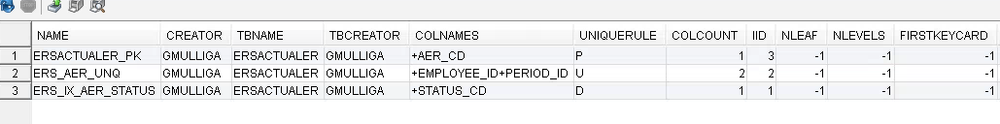 NAME CREATOR TBNAME TBCREATOR COLNAMES UNIQUERULE COLCOUNT IID NLEAF NLEVELS FIRSTKEYCARD
1 ERSACTUALER_PK GMULLIGA ERSACTUALER GMULLIGA +AER_CD P 1 3 -1 -1 -1
2 ERS_AER_UNQ GMULLIGA ERSACTUALER GMULLIGA +EMPLOYEE_ID+PERIOD_ID U 2 2 -1 -1 -1
3 ERS_IX_AER_STATUS GMULLIGA ERSACTUALER GMULLIGA +STATUS_CD D 1 1 -1 -1 -1